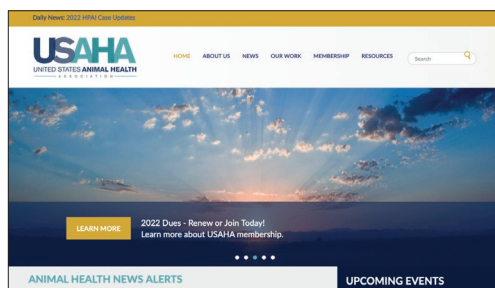 Daily News: 2022 HPAI Case Updates
USAHA
UNITED STATES ANIMAL HEALTH
ASSOCIATION
HOME ABOUT US NEWS OUR WORK MEMBERSHIP RESOURCES Search
LEARN MORE
2022 Dues - Renew or Join Today!
Learn more about USAHA membership.
ANIMAL HEALTH NEWS ALERTS
UPCOMING EVENTS